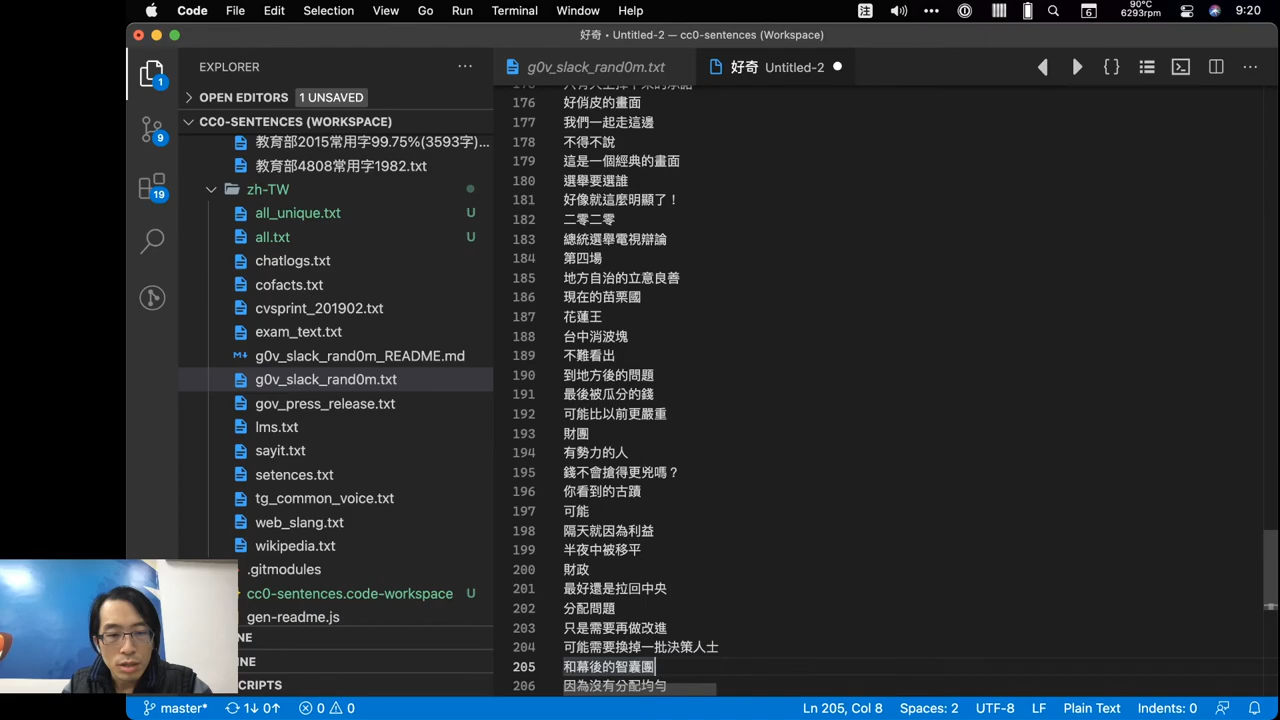 Code File Edit Selection View Go Run Terminal Window Help 注 6 90°C 6293rpm 9:20
好奇 • Untitled-2 — cc0-sentences (Workspace)
EXPLORER
g0v_slack_rand0m.txt
好奇 Untitled-2
1
OPEN EDITORS 1 UNSAVED
CC0-SENTENCES (WORKSPACE)
9
教育部2015常用字99.75%(3593字)...
教育部4808常用字1982.txt
19
zh-TW
all_unique.txt U
all.txt U
chatlogs.txt
cofacts.txt
cvsprint_201902.txt
exam_text.txt
g0v_slack_rand0m_README.md
g0v_slack_rand0m.txt
gov_press_release.txt
lms.txt
sayit.txt
setences.txt
tg_common_voice.txt
web_slang.txt
wikipedia.txt
.gitmodules
cc0-sentences.code-workspace U
gen-readme.js
NE
INE
CRIPTS
176 好俏皮的畫面
177 我們一起走這邊
178 不得不說
179 這是一個經典的畫面
180 選舉要選誰
181 好像就這麼明顯了！
182 二零二零
183 總統選舉電視辯論
184 第四場
185 地方自治的立意良善
186 現在的苗栗國
187 花蓮王
188 台中消波塊
189 不難看出
190 到地方後的問題
191 最後被瓜分的錢
192 可能比以前更嚴重
193 財團
194 有勢力的人
195 錢不會搶得更兇嗎？
196 你看到的古蹟
197 可能
198 隔天就因為利益
199 半夜中被移平
200 財政
201 最好還是拉回中央
202 分配問題
203 只是需要再做改進
204 可能需要換掉一批決策人士
205 和幕後的智囊團
206 因為沒有分配均勻
master* 1↓ 0↑ 0 0 Ln 205, Col 8 Spaces: 2 UTF-8 LF Plain Text Indents: 0